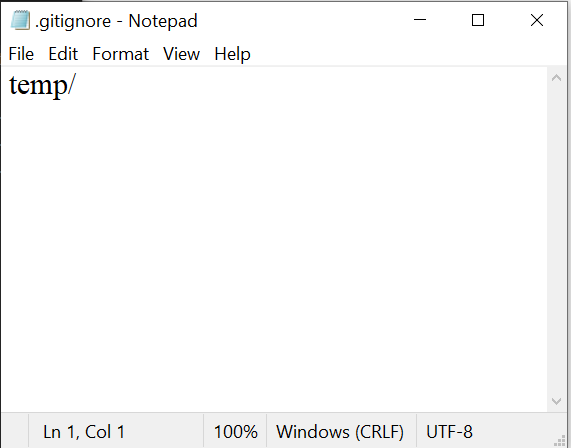 .gitignore - Notepad
File Edit Format View Help
temp/
Ln 1, Col 1 100% Windows (CRLF) UTF-8